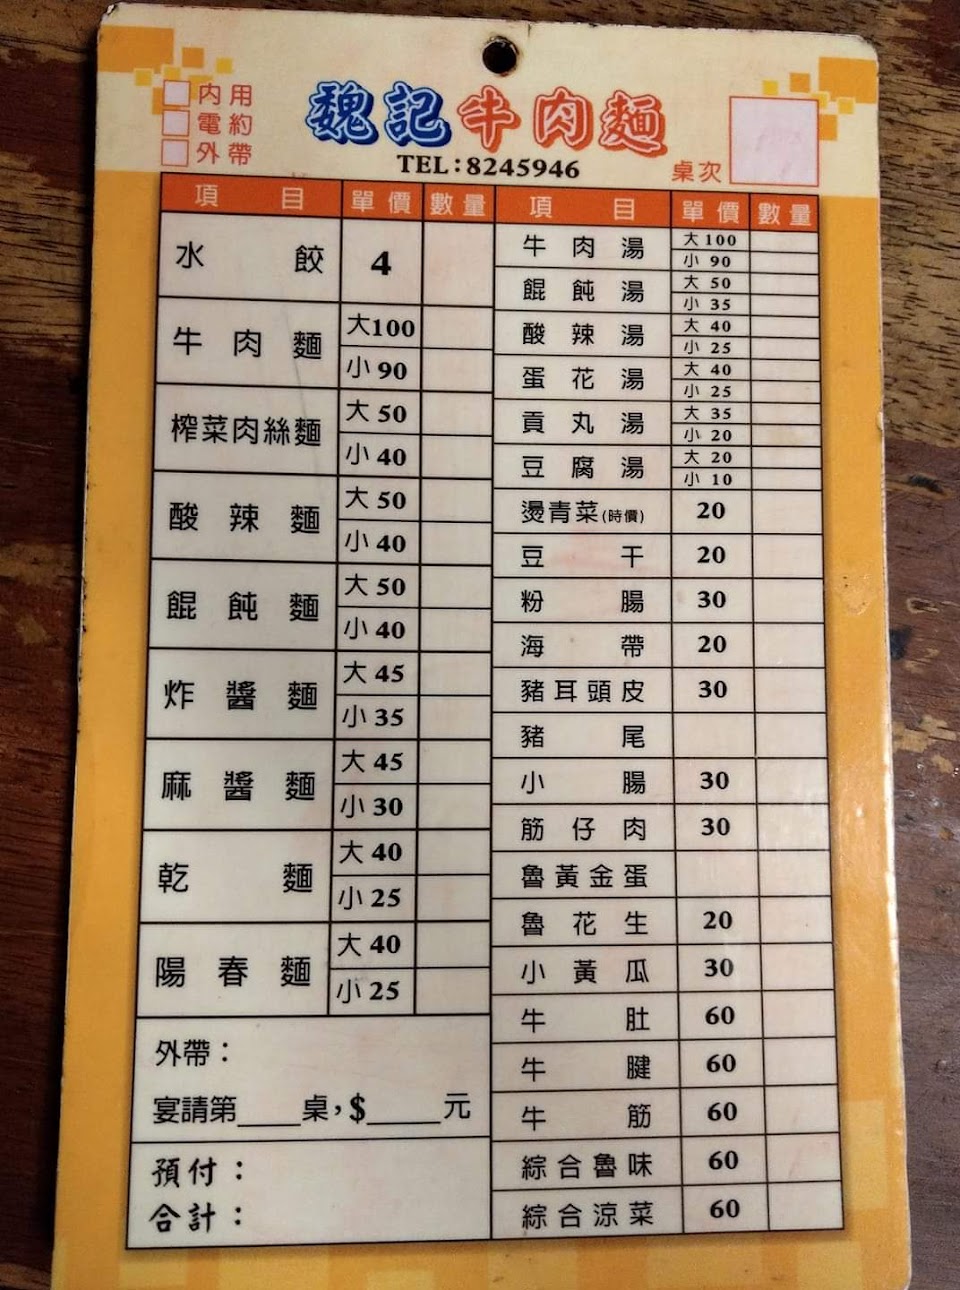 內用
電約
外帶
魏記牛肉麵
TEL:8245946
桌次
項目 單價 數量
水餃 4
牛肉麵 大100
小90
榨菜肉絲麵 大50
小40
酸辣麵 大50
小40
餛飩麵 大50
小40
炸醬麵 大45
小35
麻醬麵 大45
小30
乾麵 大40
小25
陽春麵 大40
小25
外帶：
宴請第____桌，$____元
預付：
合計：
項目 單價 數量
牛肉湯 大100
小90
餛飩湯 大50
小35
酸辣湯 大40
小25
蛋花湯 大40
小25
貢丸湯 大35
小20
豆腐湯 大20
小10
燙青菜(時價) 20
豆干 20
粉腸 30
海帶 20
豬耳頭皮 30
豬尾
小腸 30
筋仔肉 30
魯黃金蛋
魯花生 20
小黃瓜 30
牛肚 60
牛腱 60
牛筋 60
綜合魯味 60
綜合涼菜 60